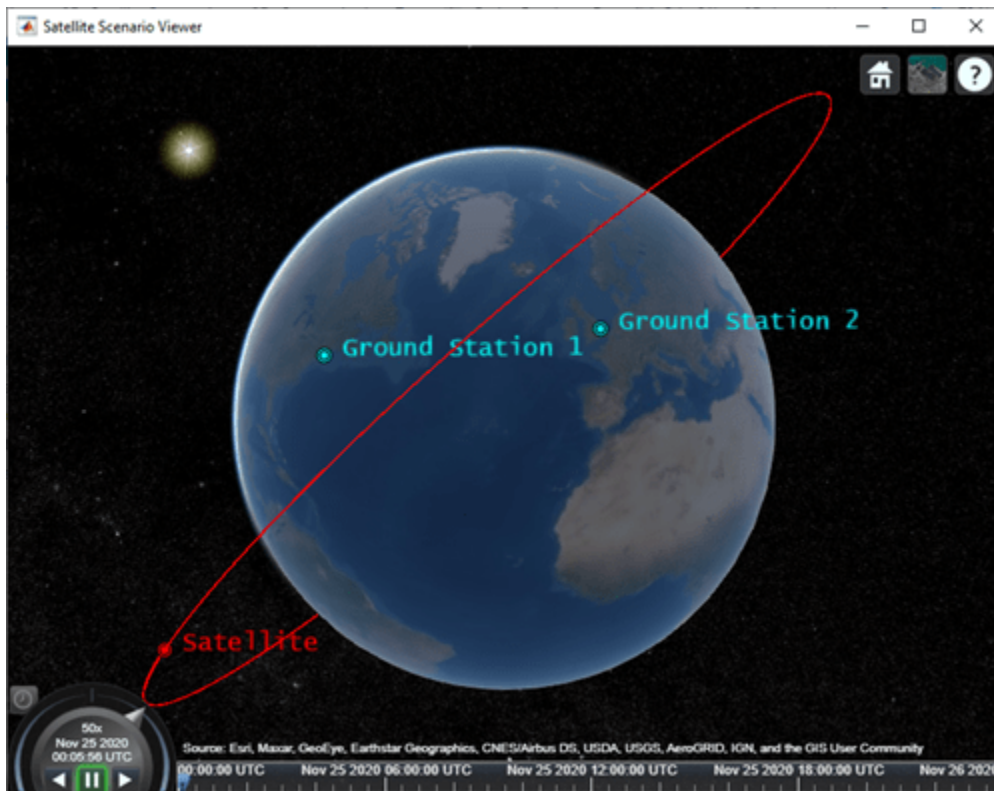 Satellite Scenario Viewer
?
Ground Station 2
Ground Station 1
Satellite
50x
Nov 25 2020
00:05:56 UTC
Source: Esri, Maxar, GeoEye, Earthstar Geographics, CNES/Airbus DS, USDA, USGS, AeroGRID, IGN, and the GIS User Community
00:00:00 UTC Nov 25 2020 06:00:00 UTC Nov 25 2020 12:00:00 UTC Nov 25 2020 18:00:00 UTC Nov 26 2020